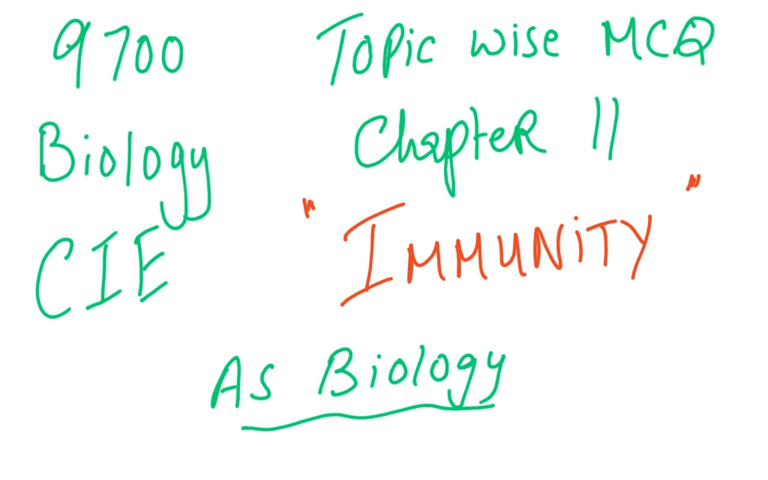 9700
Biology
CIE
Topic wise MCQ
Chapter 11
"IMMUNITY"
As Biology